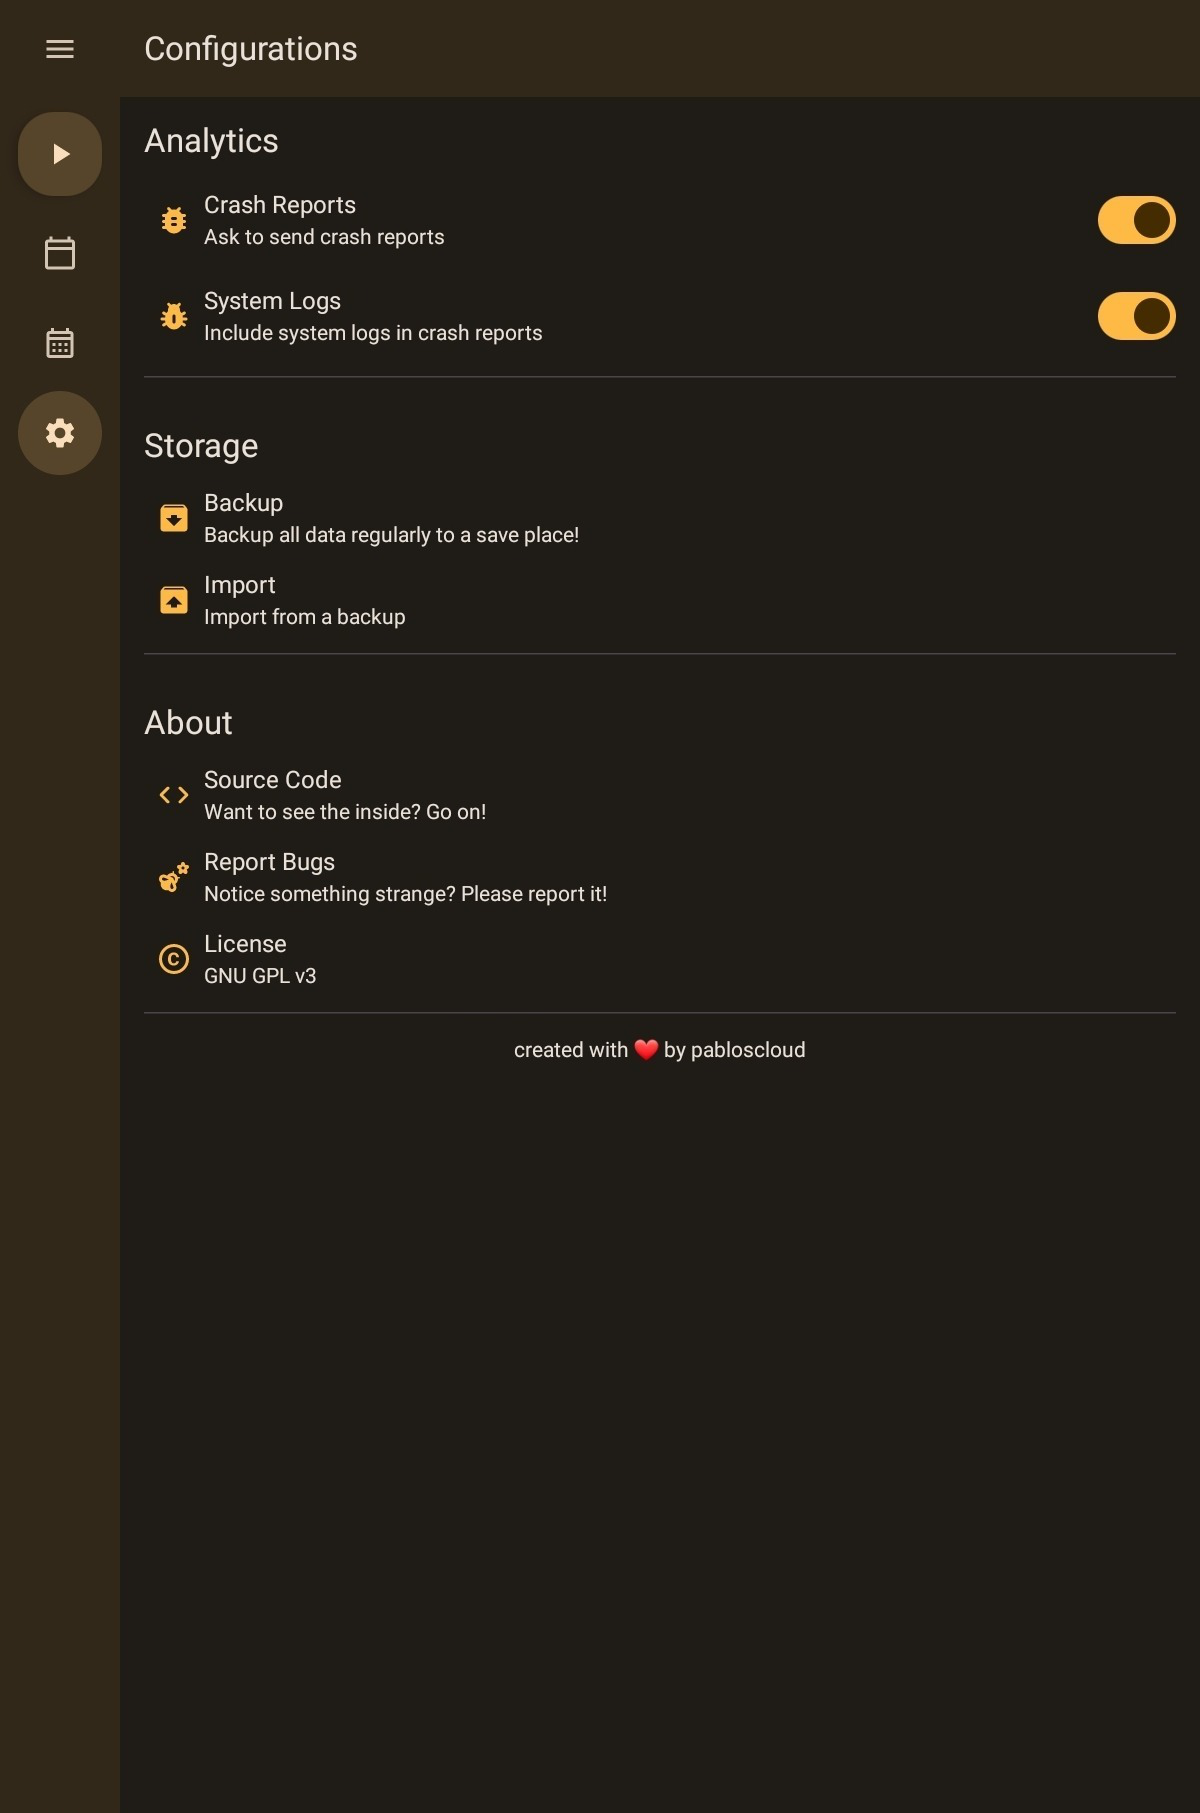 Configurations
Analytics
Crash Reports
Ask to send crash reports
System Logs
Include system logs in crash reports
Storage
Backup
Backup all data regularly to a save place!
Import
Import from a backup
About
Source Code
Want to see the inside? Go on!
Report Bugs
Notice something strange? Please report it!
License
GNU GPL v3
created with ❤️ by pabloscloud